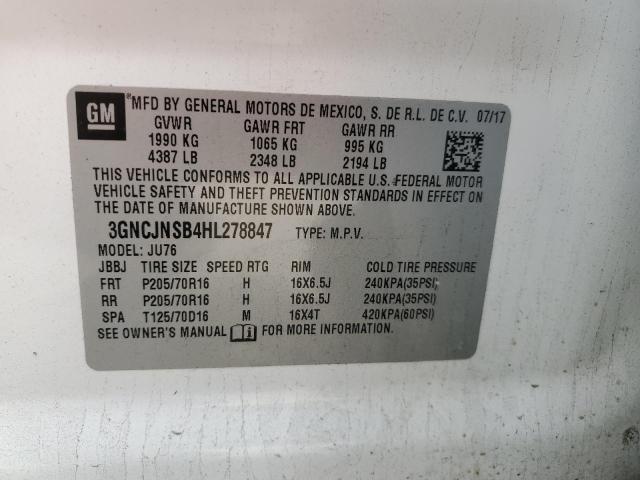 GM
®MFD BY GENERAL MOTORS DE MEXICO, S. DE R.L. DE C.V. 07/17
GVWR GAWR FRT GAWR RR
1990 KG 1065 KG 995 KG
4387 LB 2348 LB 2194 LB
THIS VEHICLE CONFORMS TO ALL APPLICABLE U.S. FEDERAL MOTOR
VEHICLE SAFETY AND THEFT PREVENTION STANDARDS IN EFFECT ON
THE DATE OF MANUFACTURE SHOWN ABOVE.
3GNCJNSB4HL278847 TYPE: M.P.V.
MODEL: JU76
JBBJ TIRE SIZE SPEED RTG RIM COLD TIRE PRESSURE
FRT P205/70R16 H 16X6.5J 240KPA(35PSI)
RR P205/70R16 H 16X6.5J 240KPA(35PSI)
SPA T125/70D16 M 16X4T 420KPA(60PSI)
SEE OWNER'S MANUAL FOR MORE INFORMATION.